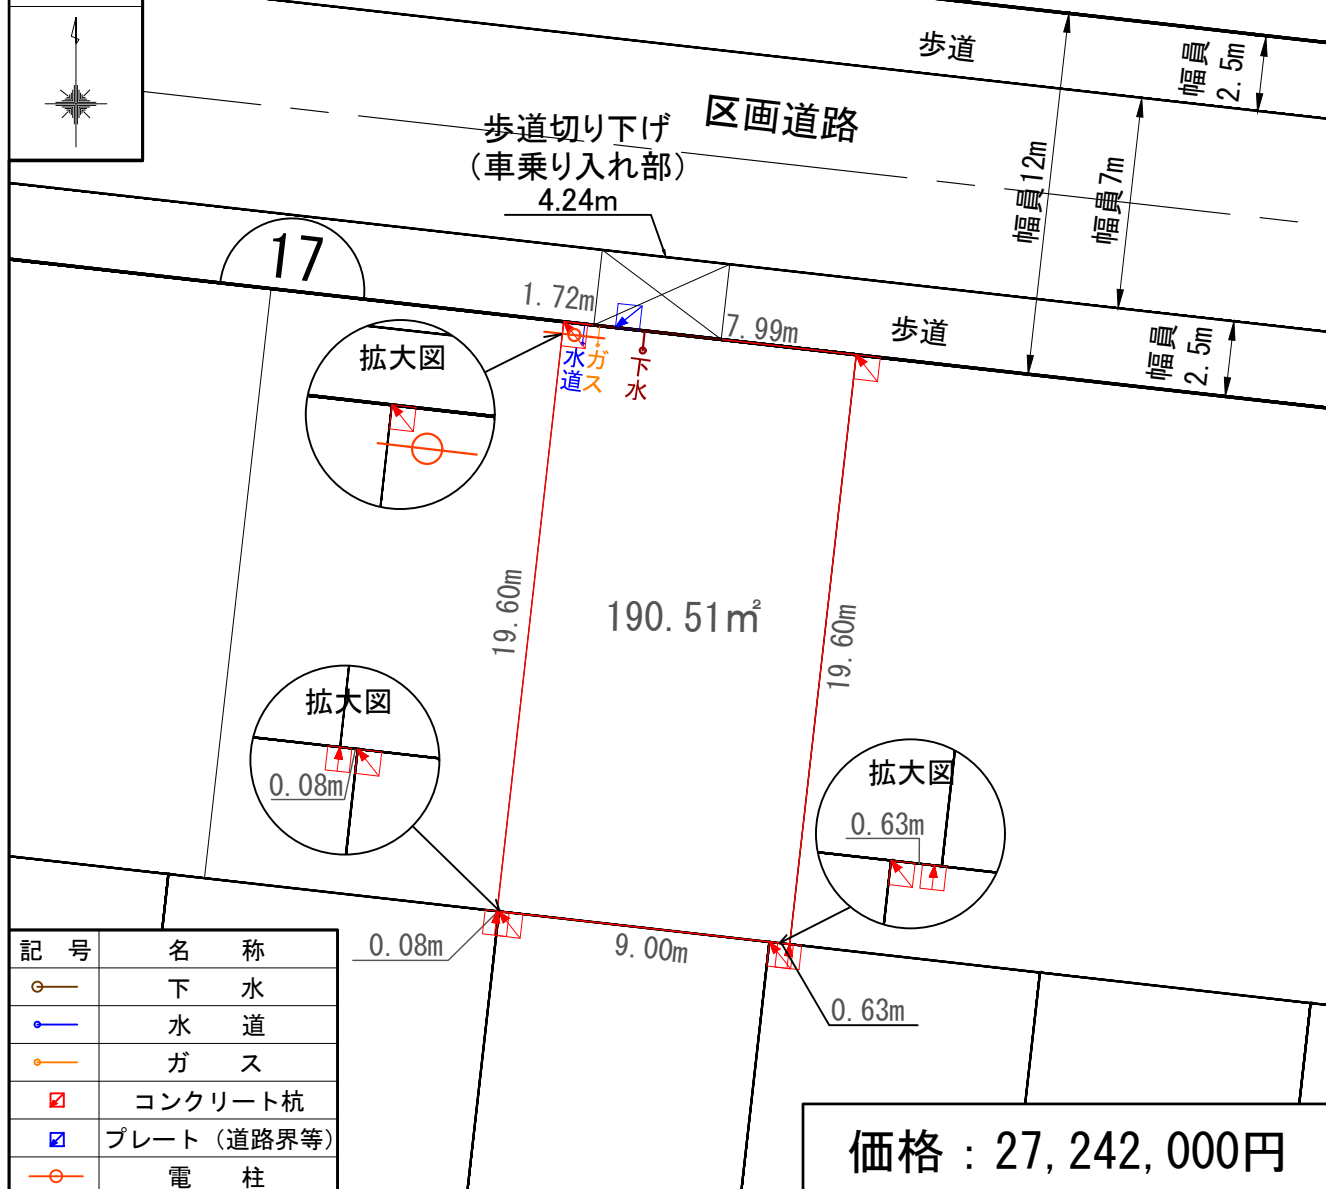 歩道
幅員
2.5m
区画道路
歩道切り下げ
(車乗り入れ部)
4.24m
幅員12m
幅員7m
17
1.72m
7.99m
歩道
幅員
2.5m
拡大図
水道
ガス
下水
19.60m
190.51㎡
19.60m
拡大図
0.08m
拡大図
0.63m
0.08m
9.00m
0.63m
記号 名称
下水
水道
ガス
コンクリート杭
プレート（道路界等）
電柱
価格：27,242,000円